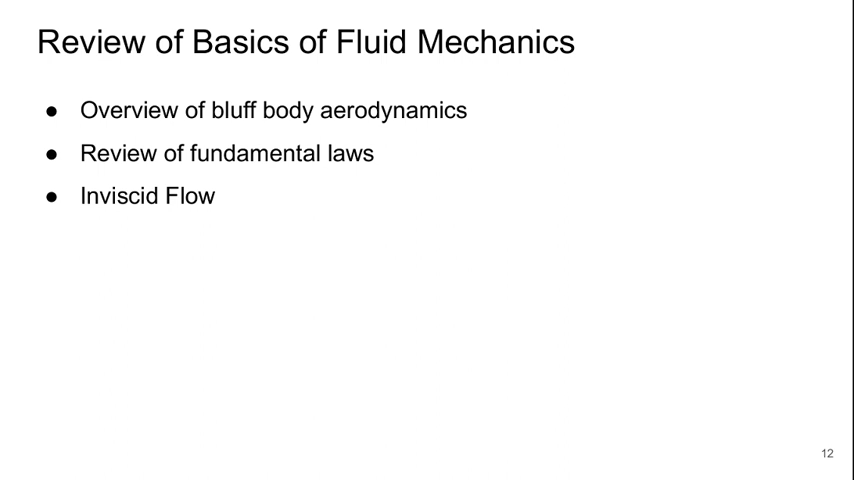 Review of Basics of Fluid Mechanics
● Overview of bluff body aerodynamics
● Review of fundamental laws
● Inviscid Flow
12